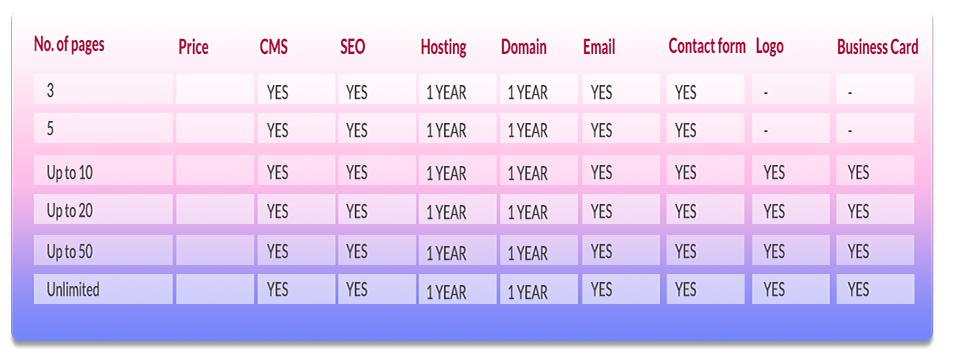 No. of pages Price CMS SEO Hosting Domain Email Contact form Logo Business Card
3 YES YES 1 YEAR 1 YEAR YES YES - -
5 YES YES 1 YEAR 1 YEAR YES YES - -
Up to 10 YES YES 1 YEAR 1 YEAR YES YES YES YES
Up to 20 YES YES 1 YEAR 1 YEAR YES YES YES YES
Up to 50 YES YES 1 YEAR 1 YEAR YES YES YES YES
Unlimited YES YES 1 YEAR 1 YEAR YES YES YES YES